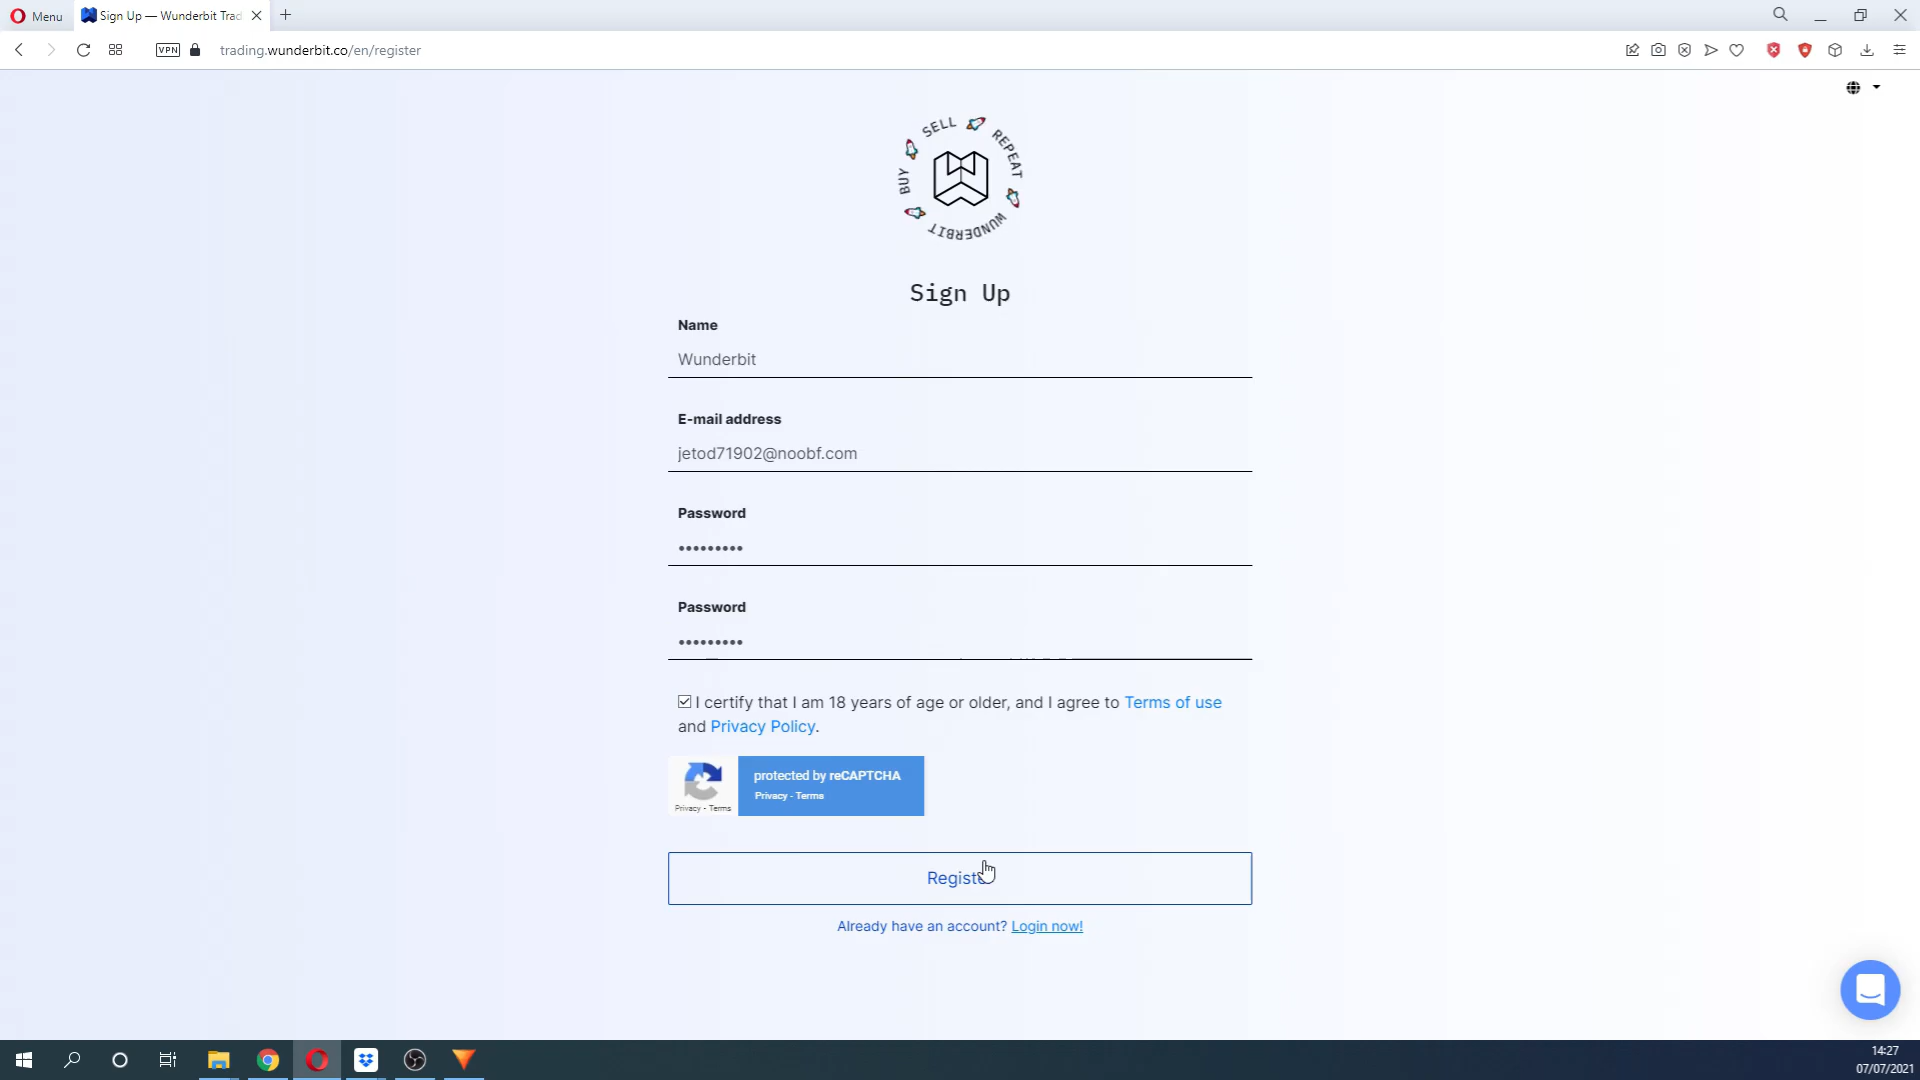 Menu
Sign Up — Wunderbit Trad
VPN
trading.wunderbit.co/en/register
BUY SELL REPEAT WUNDERBIT
Sign Up
Name
Wunderbit
E-mail address
jetod71902@noobf.com
Password
•••••••••
Password
•••••••••
I certify that I am 18 years of age or older, and I agree to Terms of use
and Privacy Policy.
protected by reCAPTCHA
Privacy - Terms
Privacy - Terms
Register
Already have an account? Login now!
14:27
07/07/2021